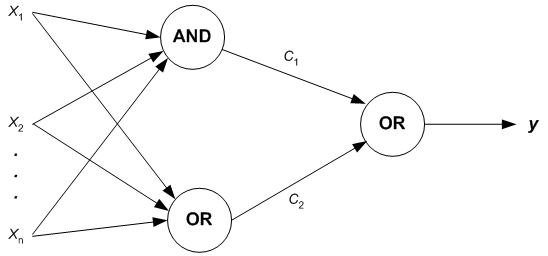 X1
AND
C1
X2
OR
y
.
.
.
C2
Xn
OR